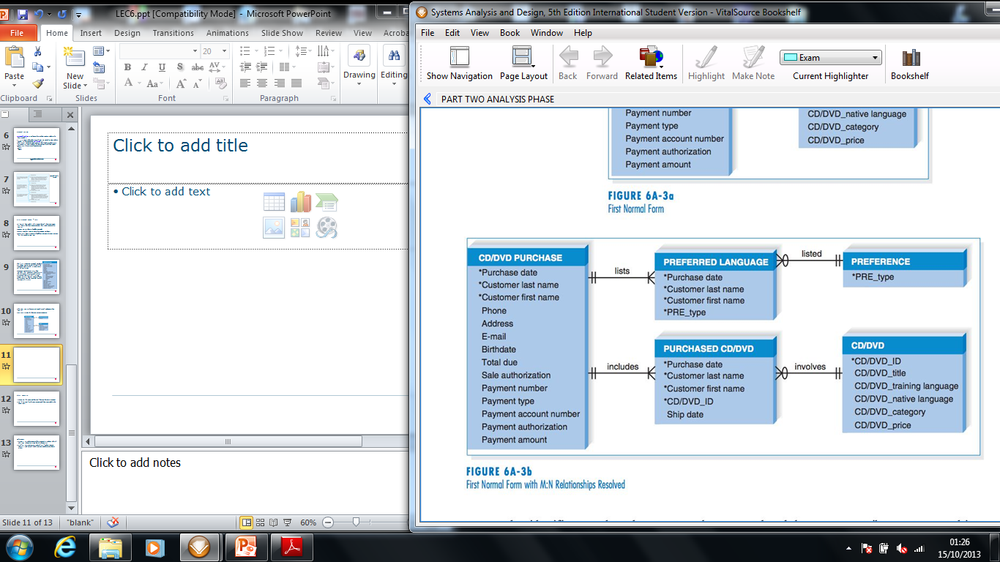 LEC6.ppt [Compatibility Mode] - Microsoft PowerPoint
File Home Insert Design Transitions Animations Slide Show Review View Acroba
Paste
New
Slide
20
Drawing
Editing
Clipboard
Slides
Font
Paragraph
6
7
8
9
10
11
12
13
Click to add title
• Click to add text
Click to add notes
Slide 11 of 13
"blank"
60%
Systems Analysis and Design, 5th Edition International Student Version - VitalSource Bookshelf
File Edit View Book Window Help
Show Navigation
Page Layout
Back
Forward
Related Items
Highlight
Make Note
Exam
Current Highlighter
Bookshelf
PART TWO ANALYSIS PHASE
Payment number
Payment type
Payment account number
Payment authorization
Payment amount
CD/DVD_native language
CD/DVD_category
CD/DVD_price
FIGURE 6A-3a
First Normal Form
CD/DVD PURCHASE
*Purchase date
*Customer last name
*Customer first name
Phone
Address
E-mail
Birthdate
Total due
Sale authorization
Payment number
Payment type
Payment account number
Payment authorization
Payment amount
lists
PREFERRED LANGUAGE
*Purchase date
*Customer last name
*Customer first name
*PRE_type
listed
PREFERENCE
*PRE_type
includes
PURCHASED CD/DVD
*Purchase date
*Customer last name
*Customer first name
*CD/DVD_ID
Ship date
involves
CD/DVD
*CD/DVD_ID
CD/DVD_title
CD/DVD_training language
CD/DVD_native language
CD/DVD_category
CD/DVD_price
FIGURE 6A-3b
First Normal Form with M:N Relationships Resolved
01:26
15/10/2013